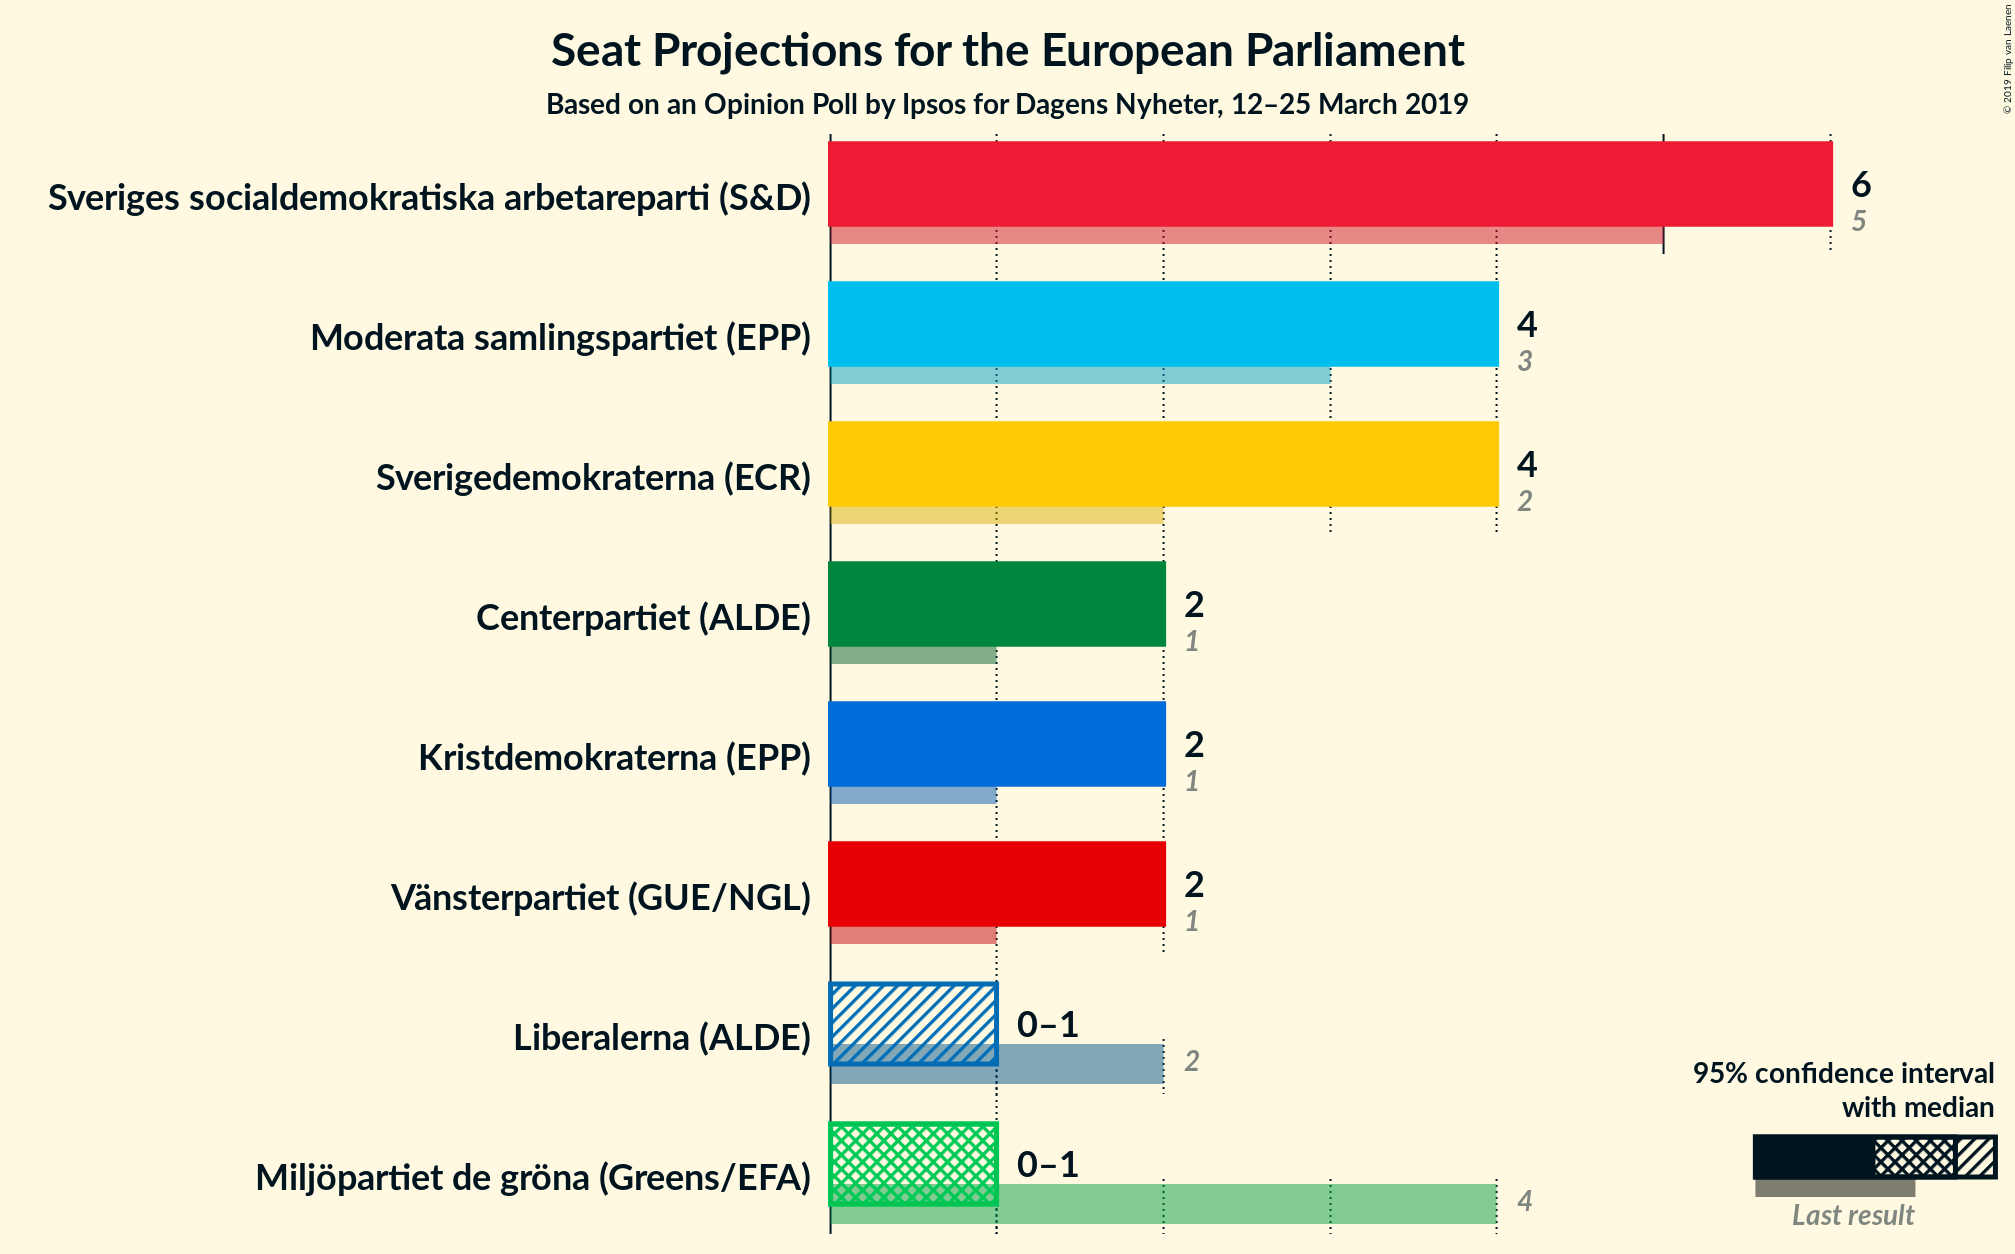 Seat Projections for the European Parliament
Based on an Opinion Poll by Ipsos for Dagens Nyheter, 12–25 March 2019
© 2019 Filip van Laenen
Sveriges socialdemokratiska arbetareparti (S&D)
6
5
Moderata samlingspartiet (EPP)
4
3
Sverigedemokraterna (ECR)
4
2
Centerpartiet (ALDE)
2
1
Kristdemokraterna (EPP)
2
1
Vänsterpartiet (GUE/NGL)
2
1
Liberalerna (ALDE)
0–1
2
Miljöpartiet de gröna (Greens/EFA)
0–1
4
95% confidence interval
with median
Last result